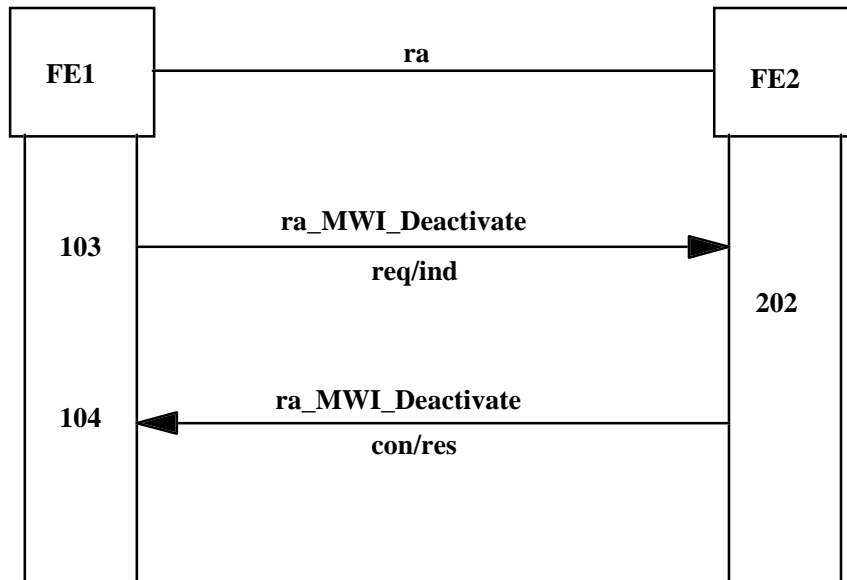 ra
FE1
FE2
ra_MWI_Deactivate
103
req/ind
202
ra_MWI_Deactivate
104
con/res